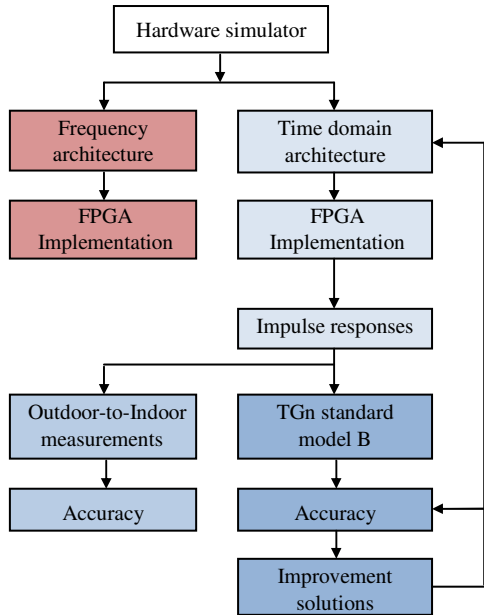 Hardware simulator
Frequency
architecture
Time domain
architecture
FPGA
Implementation
FPGA
Implementation
Impulse responses
Outdoor-to-Indoor
measurements
TGn standard
model B
Accuracy
Accuracy
Improvement
solutions